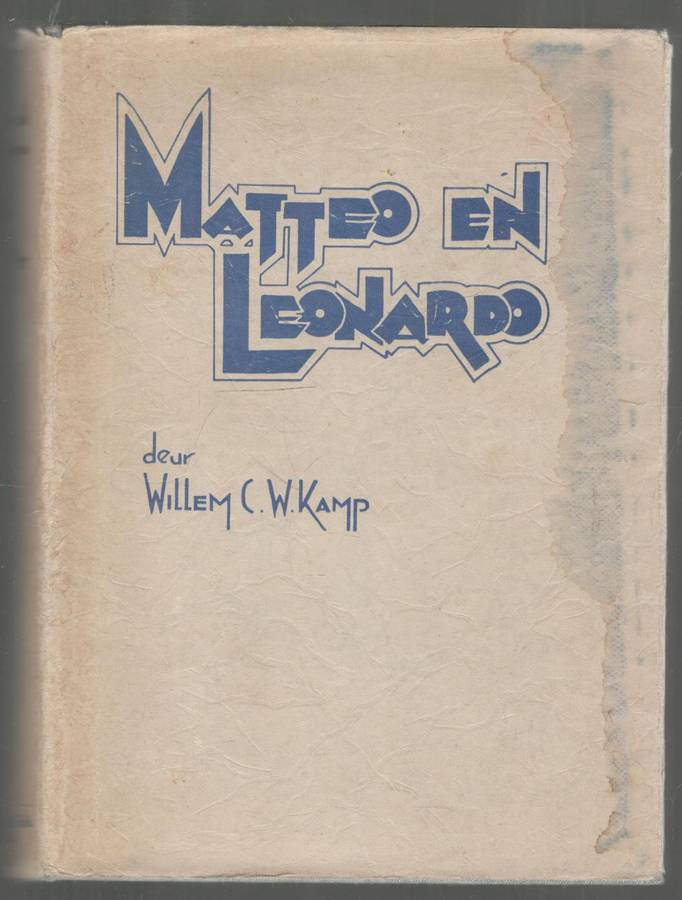 MATTEO EN
LEONARDO
deur
WILLEM C. W. KAMP